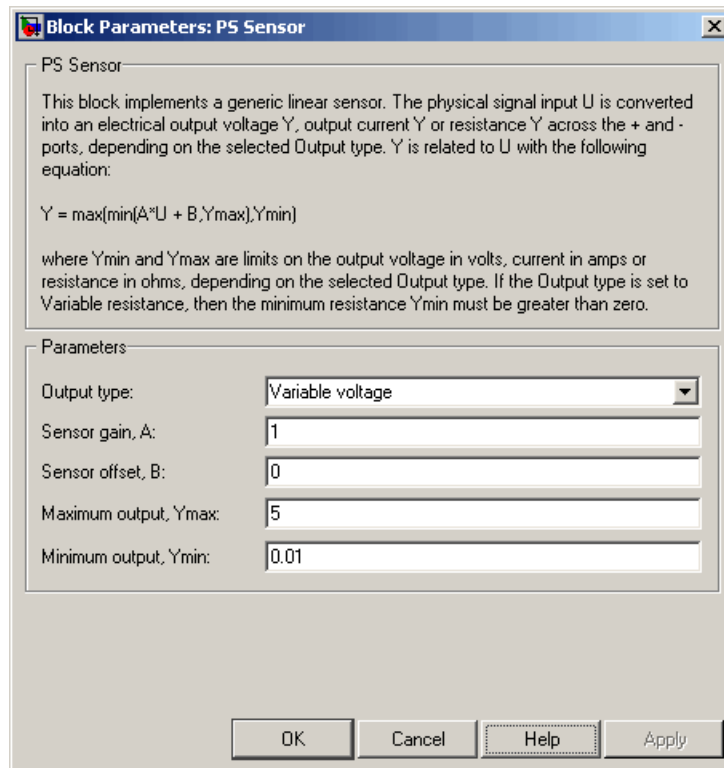 Block Parameters: PS Sensor
PS Sensor
This block implements a generic linear sensor. The physical signal input U is converted
into an electrical output voltage Y, output current Y or resistance Y across the + and -
ports, depending on the selected Output type. Y is related to U with the following
equation:
Y = max(min(A*U + B,Ymax),Ymin)
where Ymin and Ymax are limits on the output voltage in volts, current in amps or
resistance in ohms, depending on the selected Output type. If the Output type is set to
Variable resistance, then the minimum resistance Ymin must be greater than zero.
Parameters
Output type: Variable voltage
Sensor gain, A: 1
Sensor offset, B: 0
Maximum output, Ymax: 5
Minimum output, Ymin: 0.01
OK Cancel Help Apply